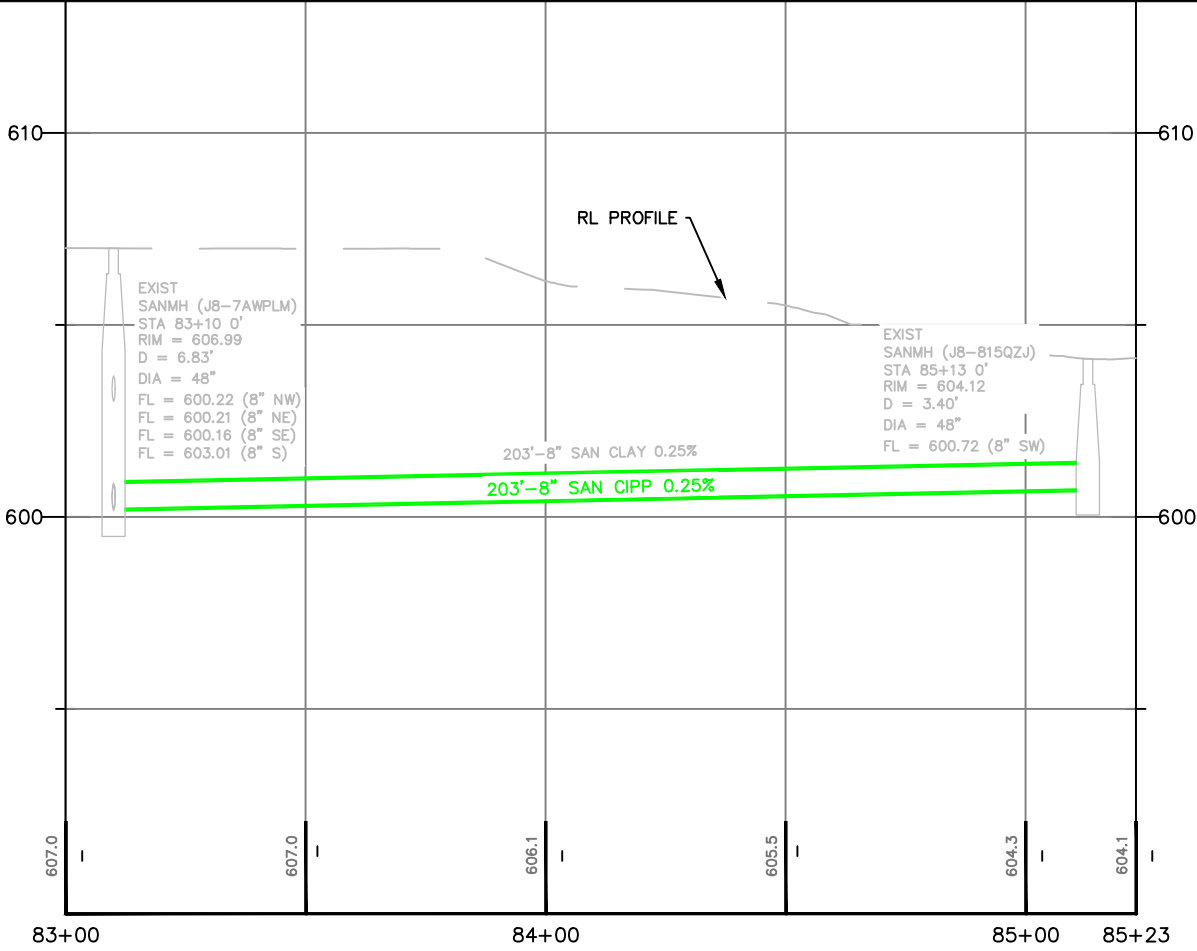 610
610
RL PROFILE
EXIST
SANMH (J8-7AWPLM)
STA 83+10 0'
RIM = 606.99
D = 6.83'
DIA = 48"
FL = 600.22 (8" NW)
FL = 600.21 (8" NE)
FL = 600.16 (8" SE)
FL = 603.01 (8" S)
EXIST
SANMH (J8-815QZJ)
STA 85+13 0'
RIM = 604.12
D = 3.40'
DIA = 48"
FL = 600.72 (8" SW)
203'-8" SAN CLAY 0.25%
203'-8" SAN CIPP 0.25%
600
600
607.0
607.0
606.1
605.5
604.3
604.1
83+00
84+00
85+00
85+23